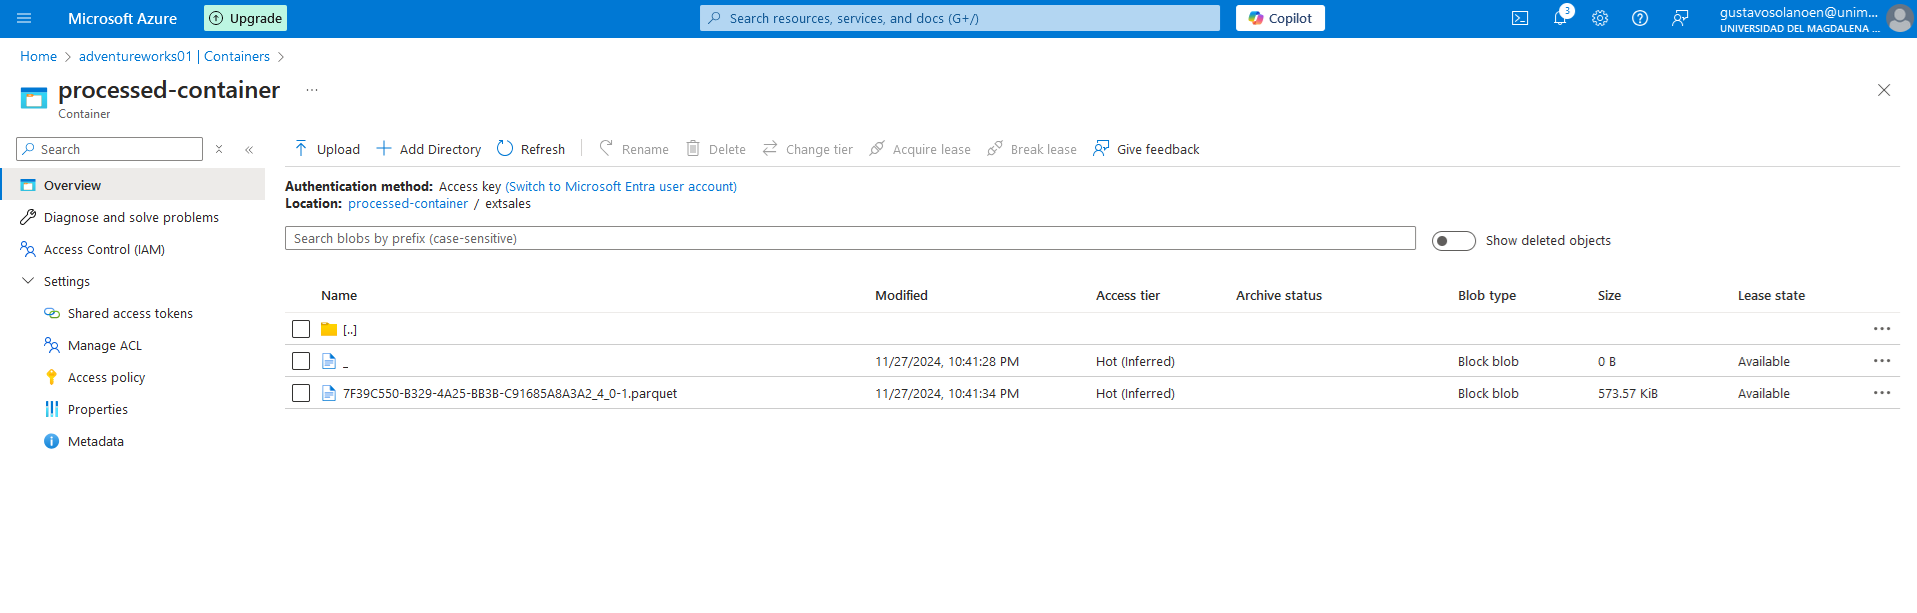 Microsoft Azure
Upgrade
Search resources, services, and docs (G+/)
Copilot
3
gustavosolanoen@unim...
UNIVERSIDAD DEL MAGDALENA ...
Home > adventureworks01 | Containers >
processed-container ...
Container
Search
Overview
Diagnose and solve problems
Access Control (IAM)
Settings
Shared access tokens
Manage ACL
Access policy
Properties
Metadata
Upload Add Directory Refresh Rename Delete Change tier Acquire lease Break lease Give feedback
Authentication method: Access key (Switch to Microsoft Entra user account)
Location: processed-container / extsales
Search blobs by prefix (case-sensitive)
Show deleted objects
Name Modified Access tier Archive status Blob type Size Lease state
[..]
_ 11/27/2024, 10:41:28 PM Hot (Inferred) Block blob 0 B Available
7F39C550-B329-4A25-BB3B-C91685A8A3A2_4_0-1.parquet 11/27/2024, 10:41:34 PM Hot (Inferred) Block blob 573.57 KiB Available